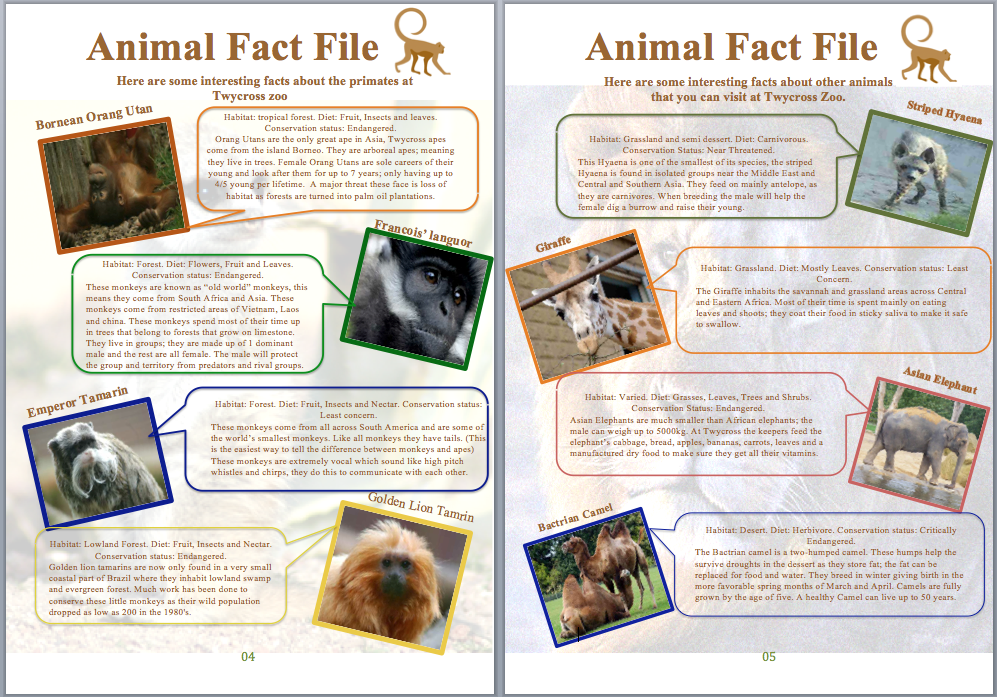 Animal Fact File
Here are some interesting facts about the primates at
Twycross zoo
Bornean Orang Utan
Habitat: tropical forest. Diet: Fruit, Insects and leaves.
Conservation status: Endangered.
Orang Utans are the only great ape in Asia, Twycross apes
come from the island Borneo. They are arboreal apes; meaning
they live in trees. Female Orang Utans are sole careers of their
young and look after them for up to 7 years; only having up to
4/5 young per lifetime. A major threat these face is loss of
habitat as forests are turned into palm oil plantations.
Francois' languor
Habitat: Forest. Diet: Flowers, Fruit and Leaves.
Conservation status: Endangered.
These monkeys are known as “old world” monkeys, this
means they come from South Africa and Asia. These
monkeys come from restricted areas of Vietnam, Laos
and china. These monkeys spend most of their time up
in trees that belong to forests that grow on limestone.
They live in groups; they are made up of 1 dominant
male and the rest are all female. The male will protect
the group and territory from predators and rival groups.
Emperor Tamarin
Habitat: Forest. Diet: Fruit, Insects and Nectar. Conservation status:
Least concern.
These monkeys come from all across South America and are some of
the world's smallest monkeys. Like all monkeys they have tails. (This
is the easiest way to tell the difference between monkeys and apes)
These monkeys are extremely vocal which sound like high pitch
whistles and chirps, they do this to communicate with each other.
Golden Lion Tamrin
Habitat: Lowland Forest. Diet: Fruit, Insects and Nectar.
Conservation status: Endangered.
Golden lion tamarins are now only found in a very small
coastal part of Brazil where they inhabit lowland swamp
and evergreen forest. Much work has been done to
conserve these little monkeys as their wild population
dropped as low as 200 in the 1980's.
04
Animal Fact File
Here are some interesting facts about other animals
that you can visit at Twycross Zoo.
Striped Hyaena
Habitat: Grassland and semi dessert. Diet: Carnivorous.
Conservation Status: Near Threatened.
This Hyaena is one of the smallest of its species, the striped
Hyaena is found in isolated groups near the Middle East and
Central and Southern Asia. They feed on mainly antelope, as
they are carnivores. When breeding the male will help the
female dig a burrow and raise their young.
Giraffe
Habitat: Grassland. Diet: Mostly Leaves. Conservation status: Least
Concern.
The Giraffe inhabits the savannah and grassland areas across Central
and Eastern Africa. Most of their time is spent mainly on eating
leaves and shoots; they coat their food in sticky saliva to make it safe
to swallow.
Asian Elephant
Habitat: Varied. Diet: Grasses, Leaves, Trees and Shrubs.
Conservation Status: Endangered.
Asian Elephants are much smaller than African elephants; the
male can weigh up to 5000kg. At Twycross the keepers feed the
elephant's cabbage, bread, apples, bananas, carrots, leaves and a
manufactured dry food to make sure they get all their vitamins.
Bactrian Camel
Habitat: Desert. Diet: Herbivore. Conservation status: Critically
Endangered.
The Bactrian camel is a two-humped camel. These humps help the
survive droughts in the dessert as they store fat; the fat can be
replaced for food and water. They breed in winter giving birth in the
more favorable spring months of March and April. Camels are fully
grown by the age of five. A healthy Camel can live up to 50 years.
05